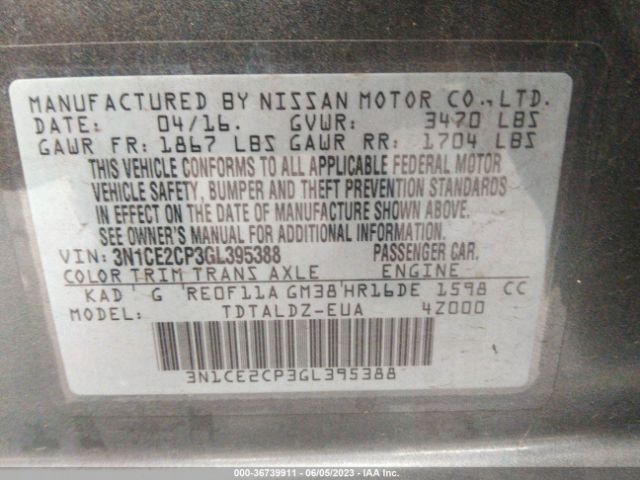 MANUFACTURED BY NISSAN MOTOR CO., LTD.
DATE: 04/16. GVWR: 3470 LBS
GAWR FR: 1867 LBS GAWR RR: 1704 LBS
THIS VEHICLE CONFORMS TO ALL APPLICABLE FEDERAL MOTOR
VEHICLE SAFETY, BUMPER AND THEFT PREVENTION STANDARDS
IN EFFECT ON THE DATE OF MANUFACTURE SHOWN ABOVE.
SEE OWNER'S MANUAL FOR ADDITIONAL INFORMATION.
VIN: 3N1CE2CP3GL395388 PASSENGER CAR.
COLOR TRIM TRANS AXLE ENGINE
KAD ' G 'RE0F11A GM38'HR16DE 1598 CC
MODEL: TDTALDZ-EUA 4Z000
3N1CE2CP3GL395388
000-36739911 - 06/05/2023 - IAA Inc.